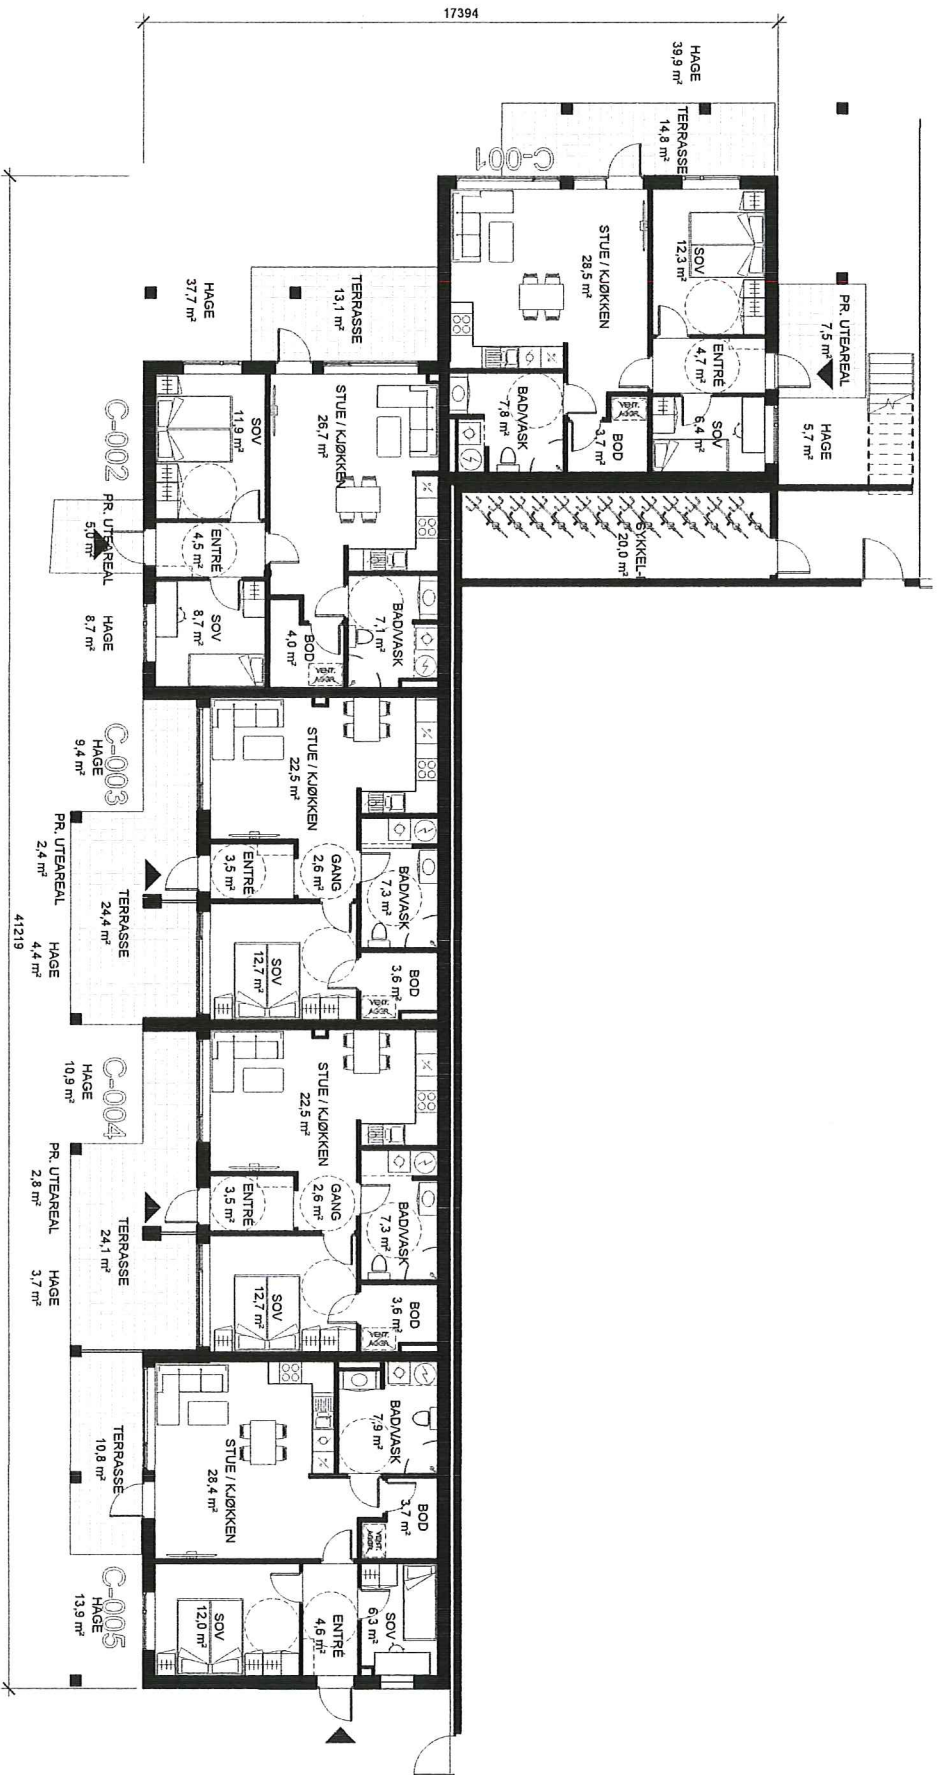 17394
HAGE
39,9 m²
TERRASSE
14,8 m²
C-001
STUE / KJØKKEN
28,5 m²
SOV
12,3 m²
ENTRÉ
4,7 m²
PR. UTEAREAL
7,5 m²
HAGE
5,7 m²
SOV
6,4 m²
BOD
3,7 m²
VENT.
AGGR.
BAD/VASK
7,8 m²
SYKKEL-
20,0 m²
HAGE
37,7 m²
TERRASSE
13,1 m²
C-002
STUE / KJØKKEN
26,7 m²
SOV
11,9 m²
ENTRÉ
4,5 m²
PR. UTEAREAL
5,0 m²
HAGE
8,7 m²
SOV
8,7 m²
BOD
4,0 m²
VENT.
AGGR.
BAD/VASK
7,1 m²
C-003
HAGE
9,4 m²
STUE / KJØKKEN
22,5 m²
ENTRÉ
3,5 m²
GANG
2,6 m²
BAD/VASK
7,3 m²
PR. UTEAREAL
2,4 m²
TERRASSE
24,4 m²
HAGE
4,4 m²
SOV
12,7 m²
BOD
3,6 m²
VENT.
AGGR.
41219
C-004
HAGE
10,9 m²
STUE / KJØKKEN
22,5 m²
ENTRÉ
3,5 m²
GANG
2,6 m²
BAD/VASK
7,3 m²
PR. UTEAREAL
2,8 m²
TERRASSE
24,1 m²
HAGE
3,7 m²
SOV
12,7 m²
BOD
3,6 m²
VENT.
AGGR.
TERRASSE
10,8 m²
STUE / KJØKKEN
28,4 m²
BAD/VASK
7,9 m²
BOD
3,7 m²
VENT.
AGGR.
C-005
HAGE
13,9 m²
SOV
12,0 m²
ENTRÉ
4,6 m²
SOV
6,3 m²